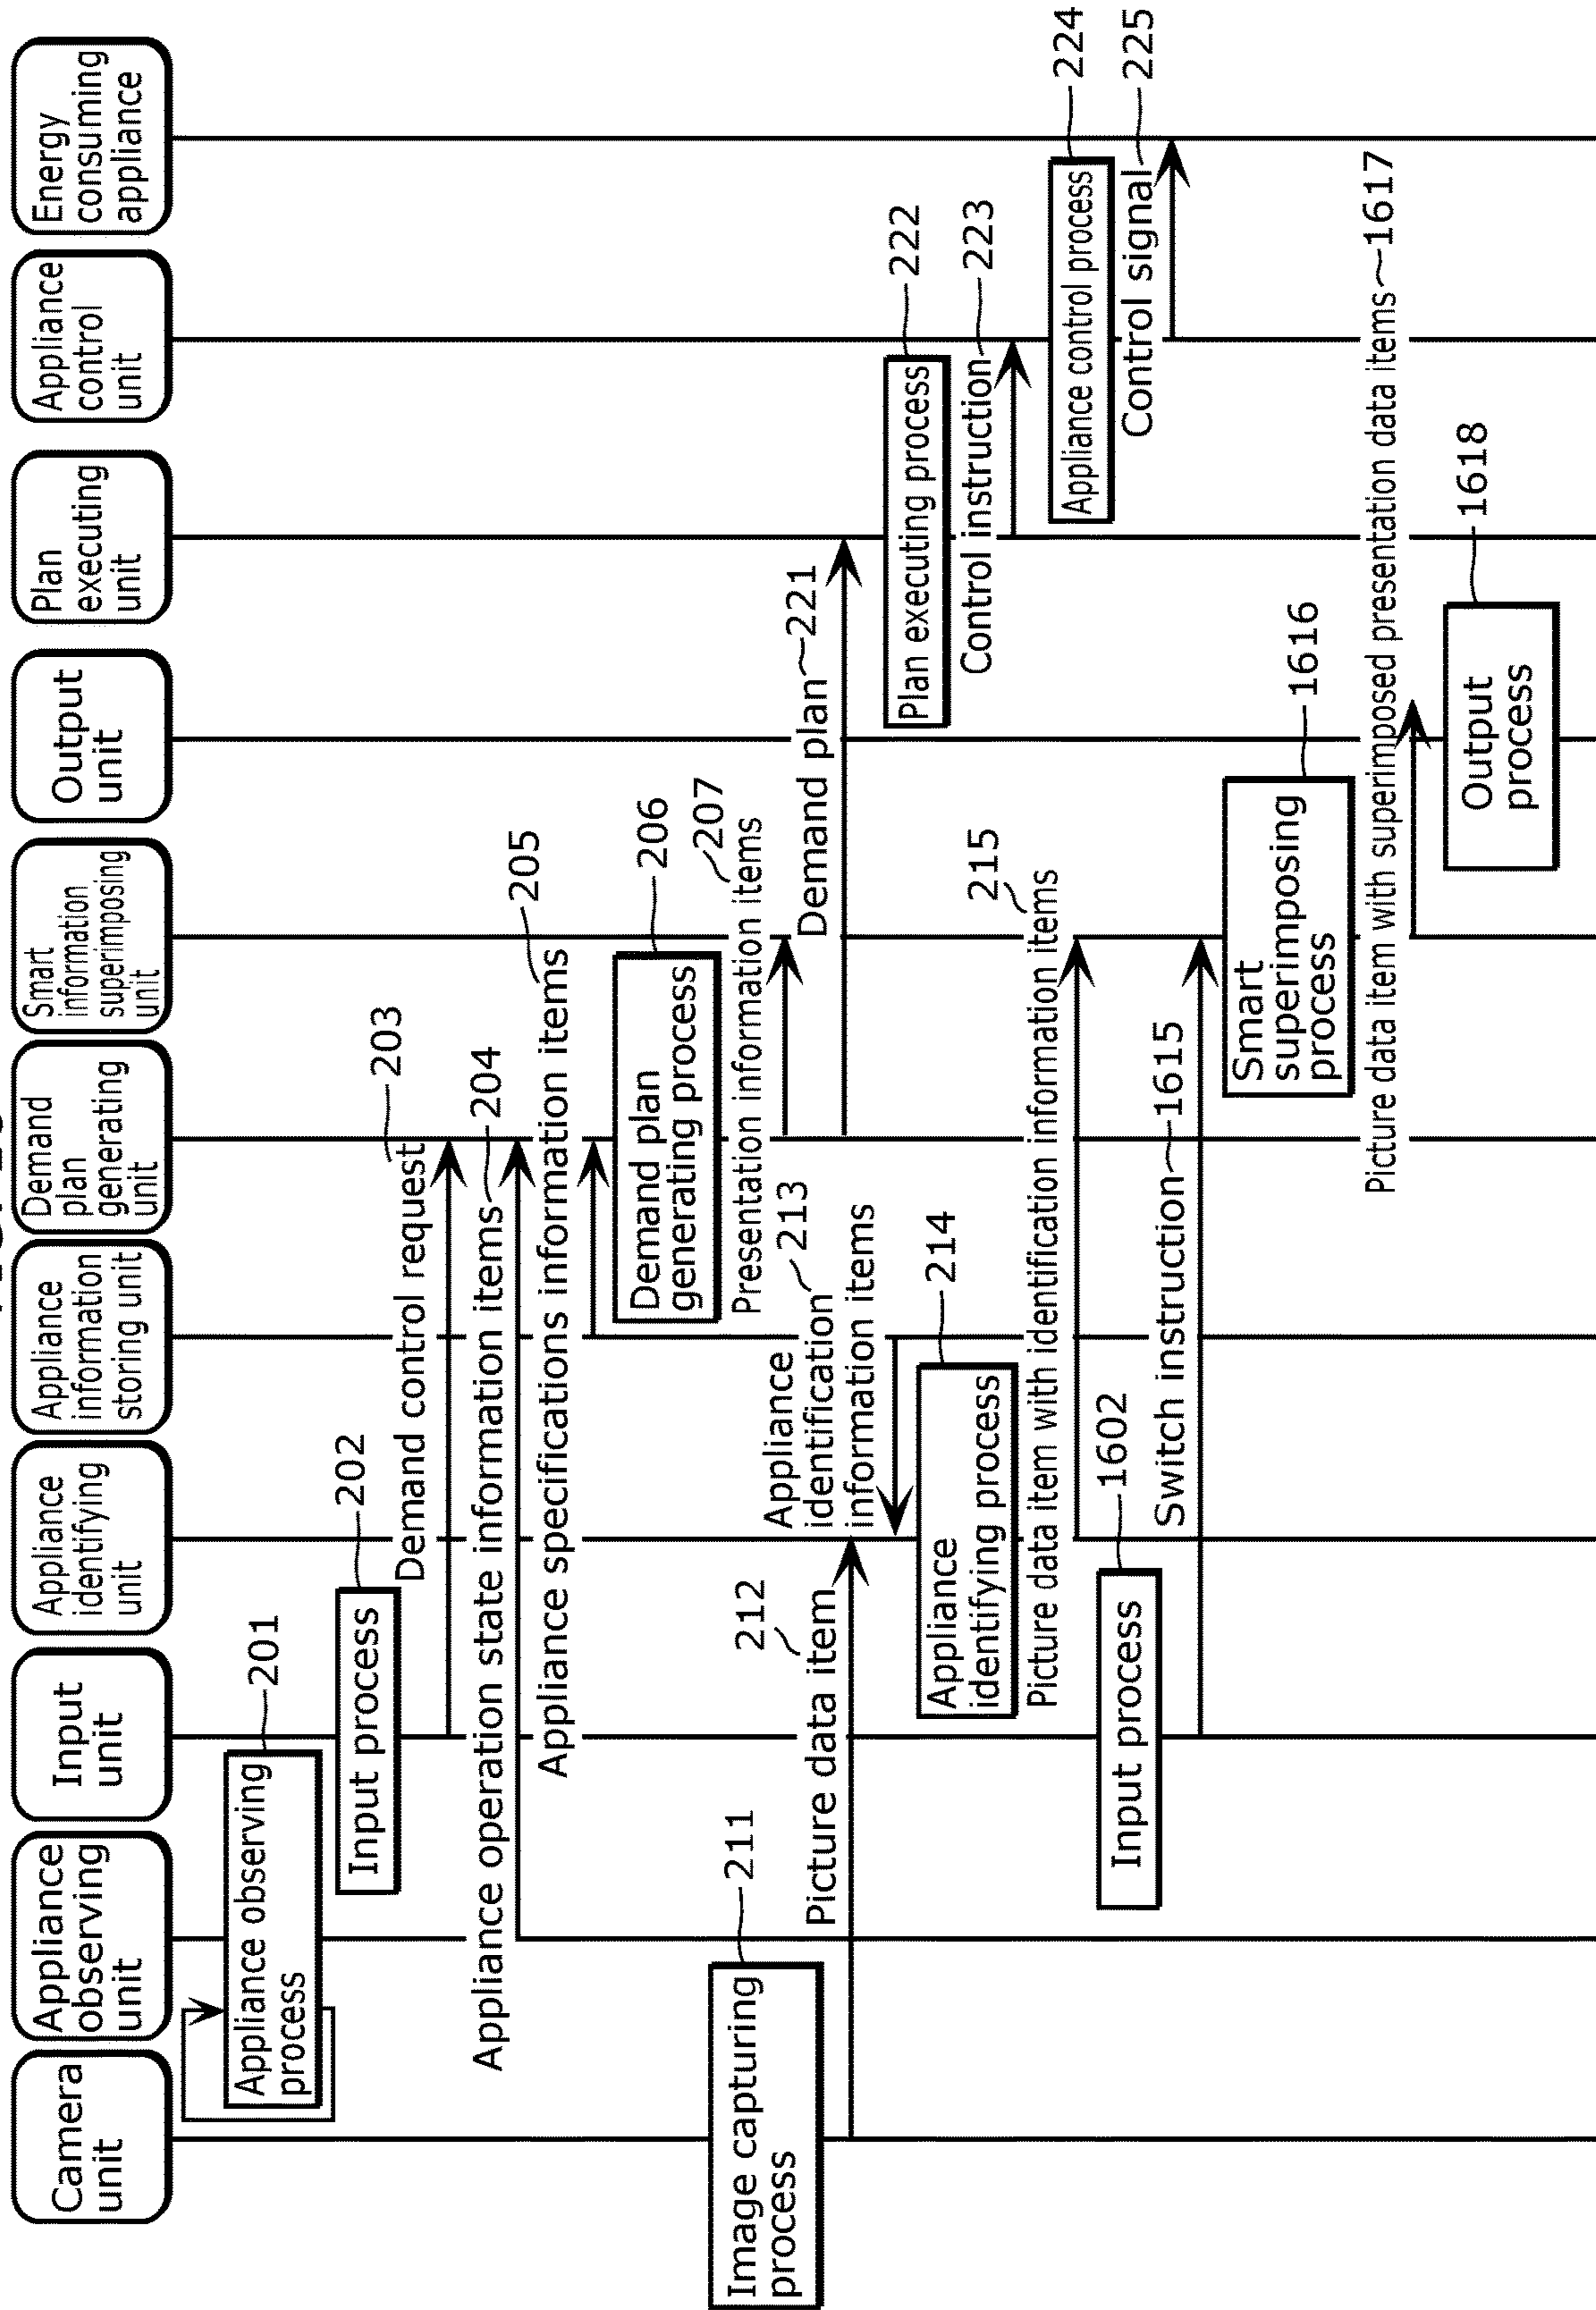 Camera
unit
Appliance
observing
unit
Input
unit
Appliance
identifying
unit
Appliance
information
storing unit
Demand
plan
generating
unit
Smart
information
superimposing
unit
Output
unit
Plan
executing
unit
Appliance
control
unit
Energy
consuming
appliance
Appliance observing
process
201
Input process
202
Demand control request
203
Appliance operation state information items
204
Appliance specifications information items
205
Demand plan
generating process
206
Presentation information items
207
Image capturing
process
211
Picture data item
212
Appliance
identification
information items
213
Demand plan
221
Appliance
identifying process
214
Plan executing process
222
Control instruction
223
Picture data item with identification information items
215
Appliance control process
224
Control signal
225
Input process
1602
Switch instruction
1615
Smart
superimposing
process
1616
Picture data item with superimposed presentation data items
1617
Output
process
1618